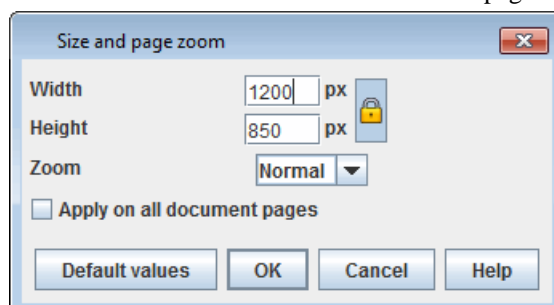 page
Size and page zoom
Width 1200 px
Height 850 px
Zoom Normal
Apply on all document pages
Default values OK Cancel Help